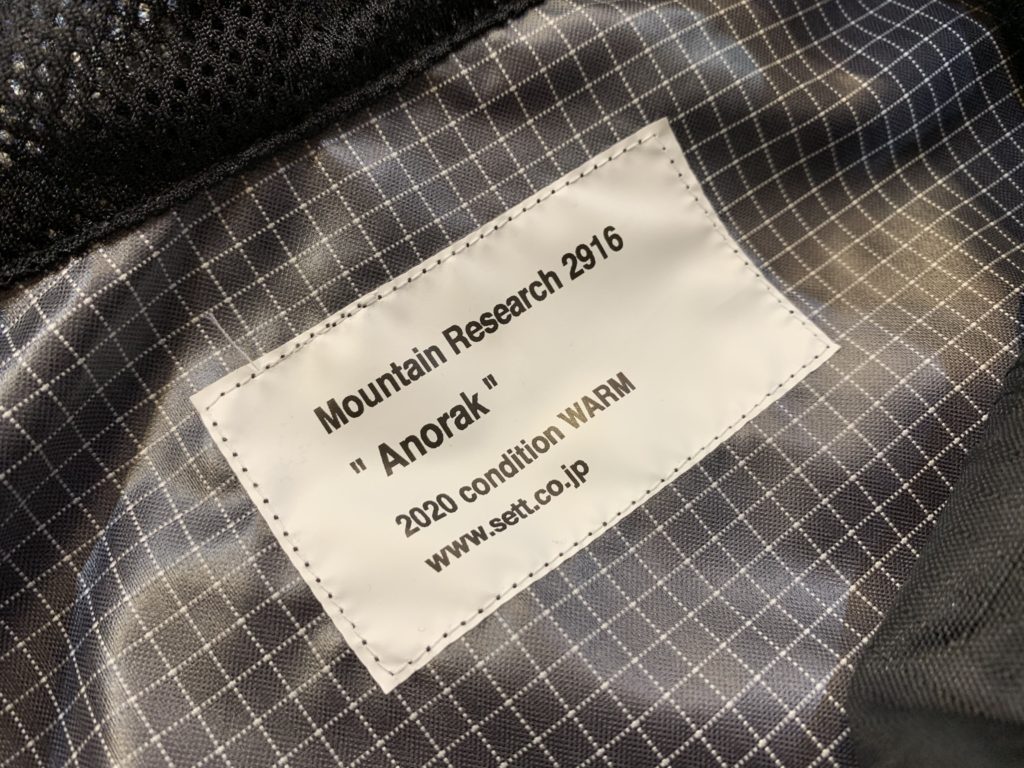 Mountain Research 2916
" Anorak "
2020 condition WARM
www.sett.co.jp